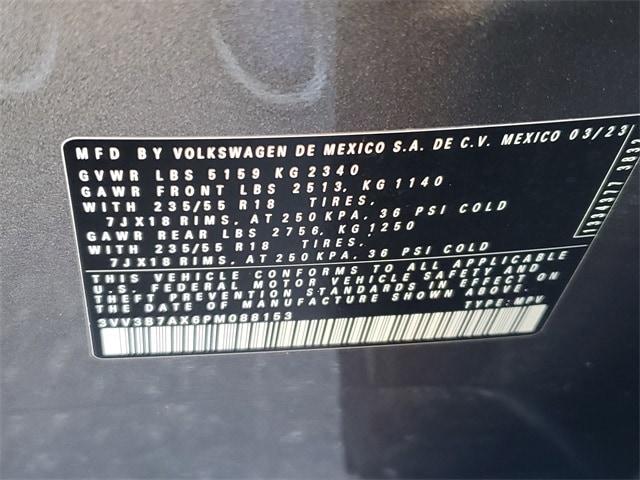 MFD BY VOLKSWAGEN DE MEXICO S.A. DE C.V. MEXICO 03/23
GVWR LBS 5159 KG 2340
GAWR FRONT LBS 2513, KG 1140
WITH 235/55 R18 TIRES.
7JX18 RIMS, AT 250 KPA, 36 PSI COLD
GAWR REAR LBS 2756, KG 1250
WITH 235/55 R18 TIRES.
7JX18 RIMS, AT 250 KPA, 36 PSI COLD
THIS VEHICLE CONFORMS TO ALL APPLICABLE
U.S. FEDERAL MOTOR VEHICLE SAFETY AND
THEFT PREVENTION STANDARDS IN EFFECT ON
THE DATE OF MANUFACTURE SHOWN ABOVE.
3VV3B7AX6PM088153 TYPE: MPV